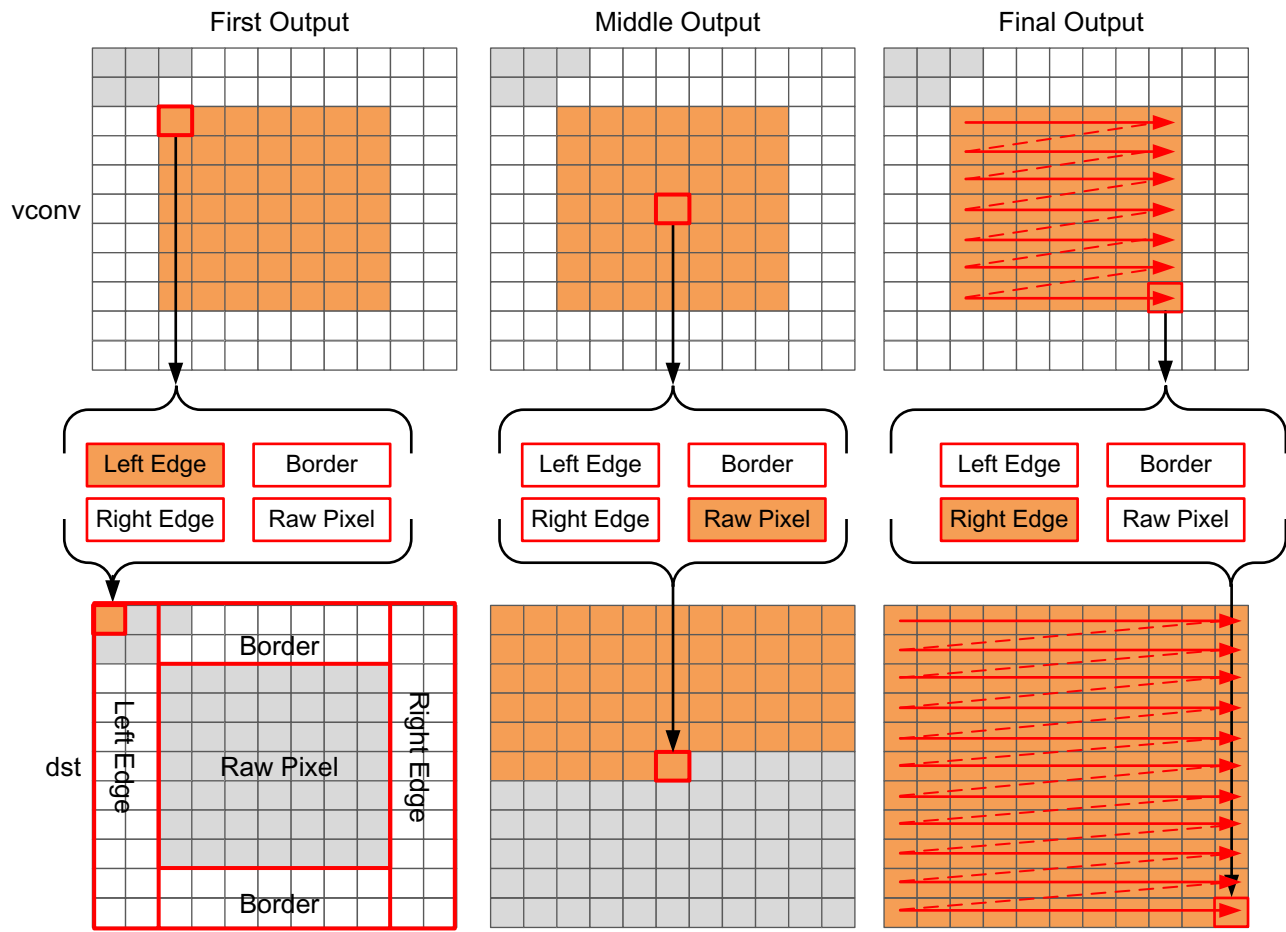 First Output
Middle Output
Final Output
vconv
Left Edge
Border
Right Edge
Raw Pixel
Left Edge
Border
Right Edge
Raw Pixel
Left Edge
Border
Right Edge
Raw Pixel
dst
Border
Left Edge
Raw Pixel
Right Edge
Border